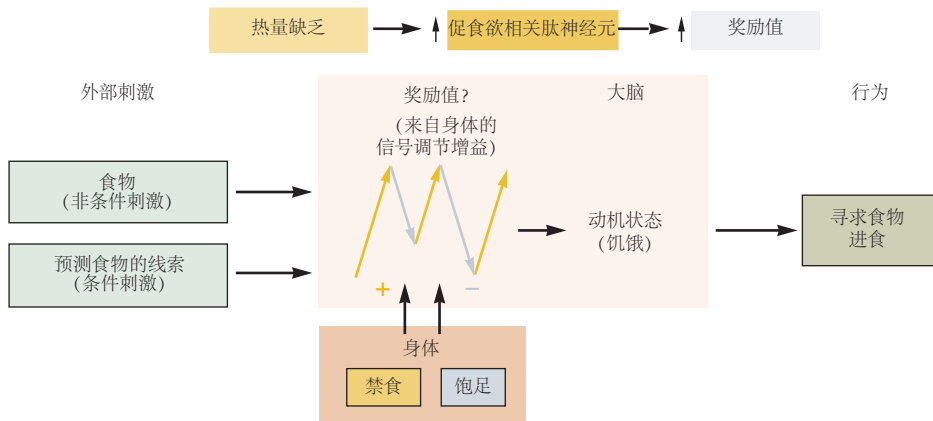 热量缺乏
促食欲相关肽神经元
奖励值
外部刺激
奖励值?
大脑
行为
(来自身体的
信号调节增益)
食物
(非条件刺激)
预测食物的线索
(条件刺激)
动机状态
(饥饿)
寻求食物
进食
+
−
身体
禁食
饱足